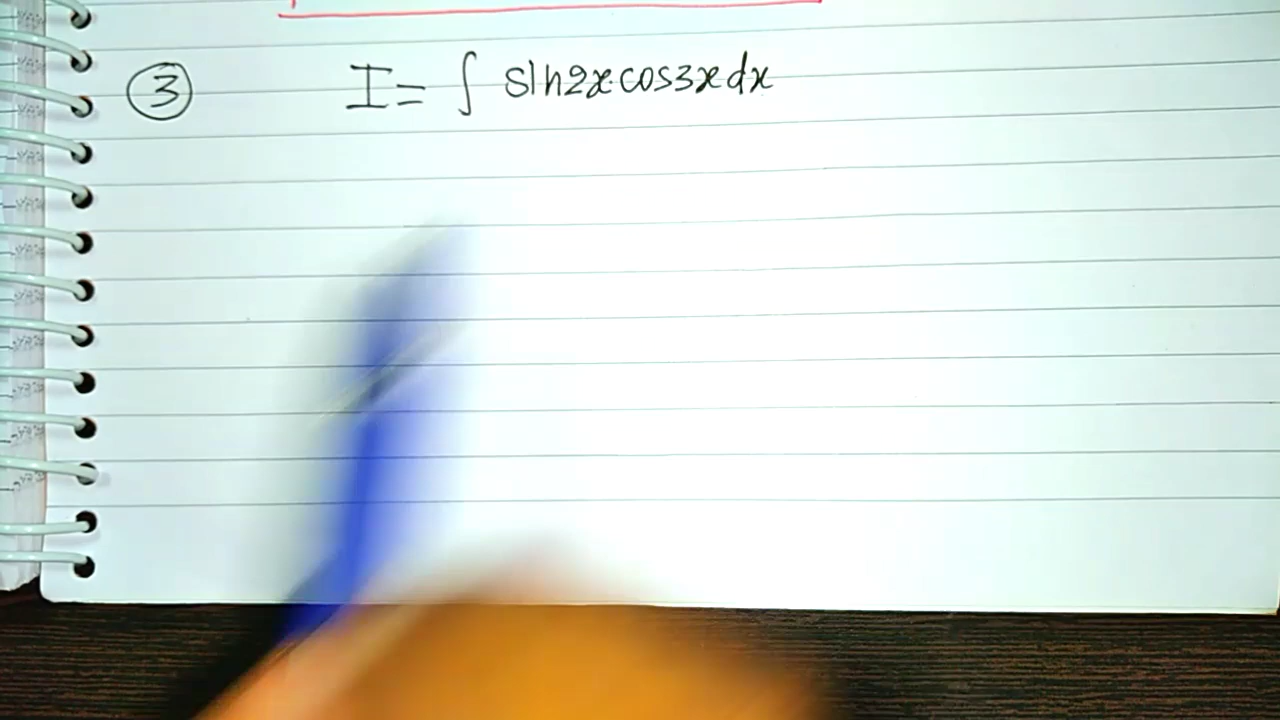 ③ I = ∫ sin2x.cos3x dx